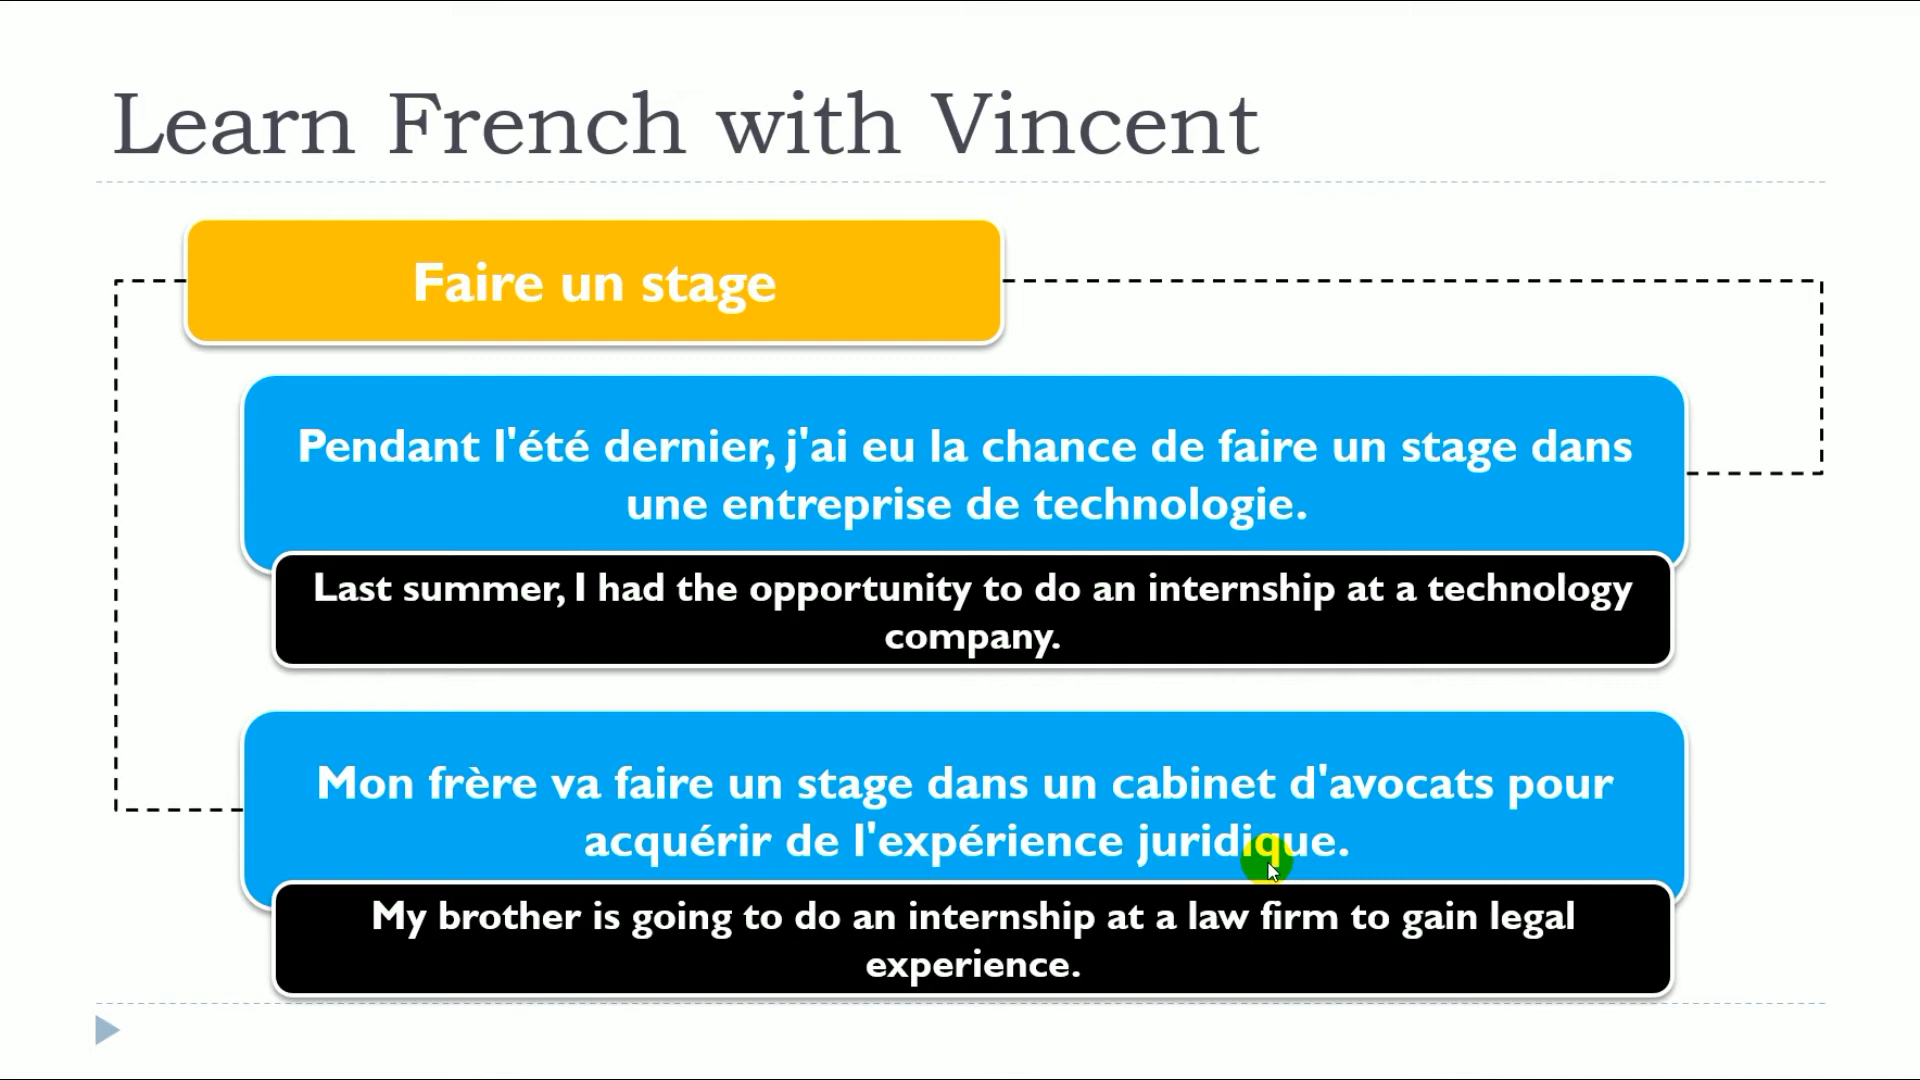 Learn French with Vincent
Faire un stage
Pendant l'été dernier, j'ai eu la chance de faire un stage dans
une entreprise de technologie.
Last summer, I had the opportunity to do an internship at a technology
company.
Mon frère va faire un stage dans un cabinet d'avocats pour
acquérir de l'expérience juridique.
My brother is going to do an internship at a law firm to gain legal
experience.